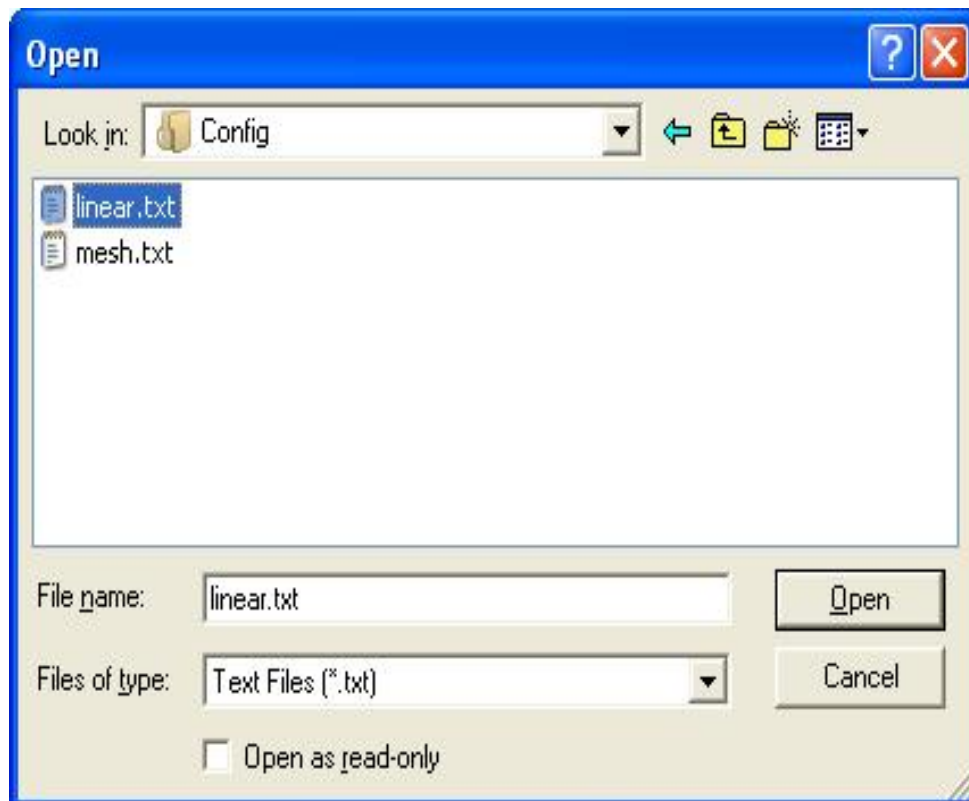 Open
Look in: Config
linear.txt
mesh.txt
File name: linear.txt Open
Files of type: Text Files (*.txt) Cancel
Open as read-only